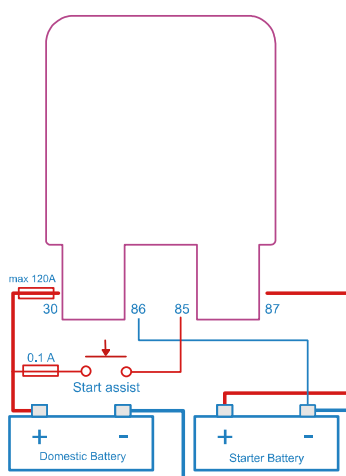 max 120A
30
86
85
87
0.1 A
Start assist
+
-
+
-
Domestic Battery
Starter Battery